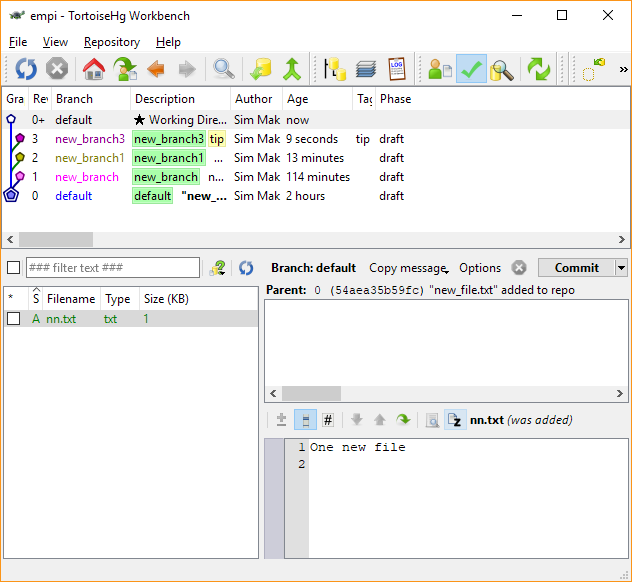 empi - TortoiseHg Workbench
File View Repository Help
LOG
»
Gra Rev Branch Description Author Age Tag Phase
0+ default ★ Working Dire... Sim Mak now
3 new_branch3 new_branch3 tip Sim Mak 9 seconds tip draft
2 new_branch1 new_branch1 ... Sim Mak 13 minutes draft
1 new_branch new_branch n... Sim Mak 114 minutes draft
0 default default "new_... Sim Mak 2 hours draft
### filter text ###
Branch: default Copy message Options Commit
Parent: 0 (54aea35b59fc) "new_file.txt" added to repo
* S Filename Type Size (KB)
A nn.txt txt 1
# Z nn.txt (was added)
1 One new file
2